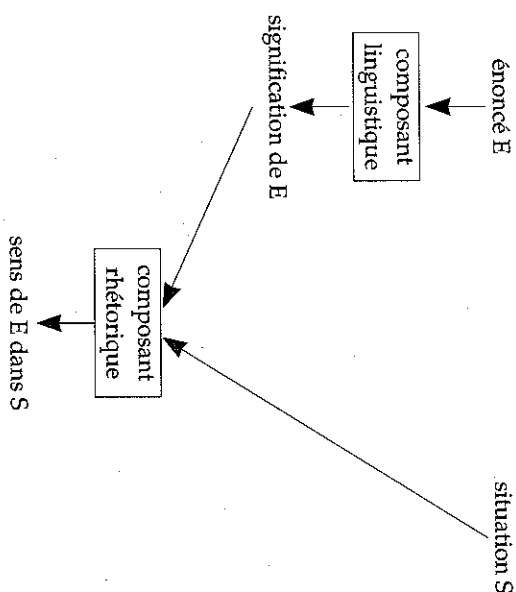 énoncé E
situation S
composant
linguistique
signification de E
composant
rhétorique
sens de E dans S